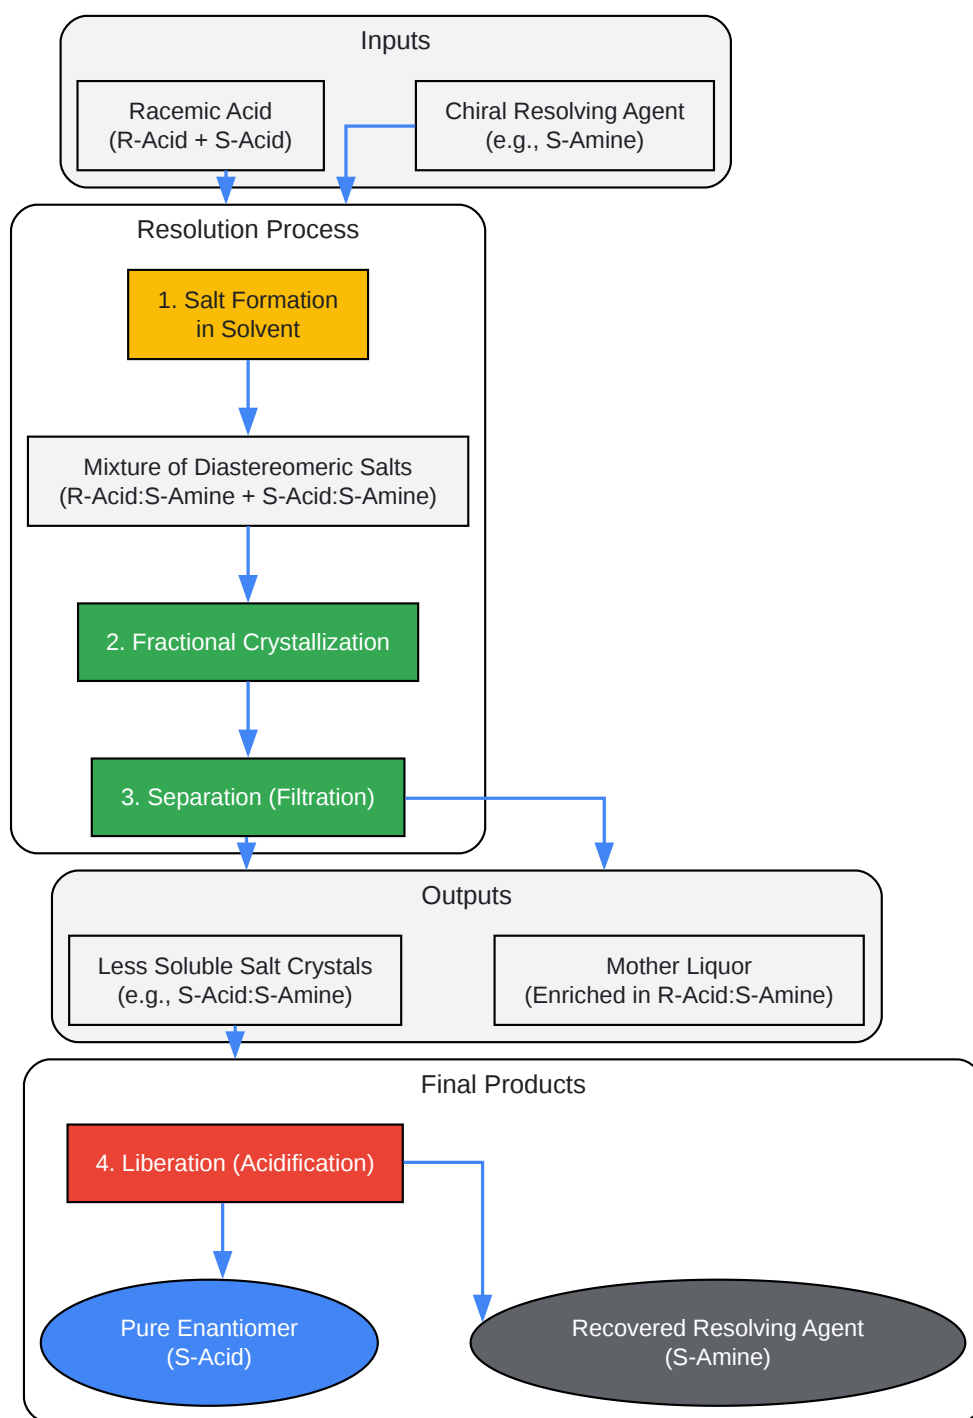 Inputs
Racemic Acid
(R-Acid + S-Acid)
Chiral Resolving Agent
(e.g., S-Amine)
Resolution Process
1. Salt Formation
in Solvent
Mixture of Diastereomeric Salts
(R-Acid:S-Amine + S-Acid:S-Amine)
2. Fractional Crystallization
3. Separation (Filtration)
Outputs
Less Soluble Salt Crystals
(e.g., S-Acid:S-Amine)
Mother Liquor
(Enriched in R-Acid:S-Amine)
Final Products
4. Liberation (Acidification)
Pure Enantiomer
(S-Acid)
Recovered Resolving Agent
(S-Amine)